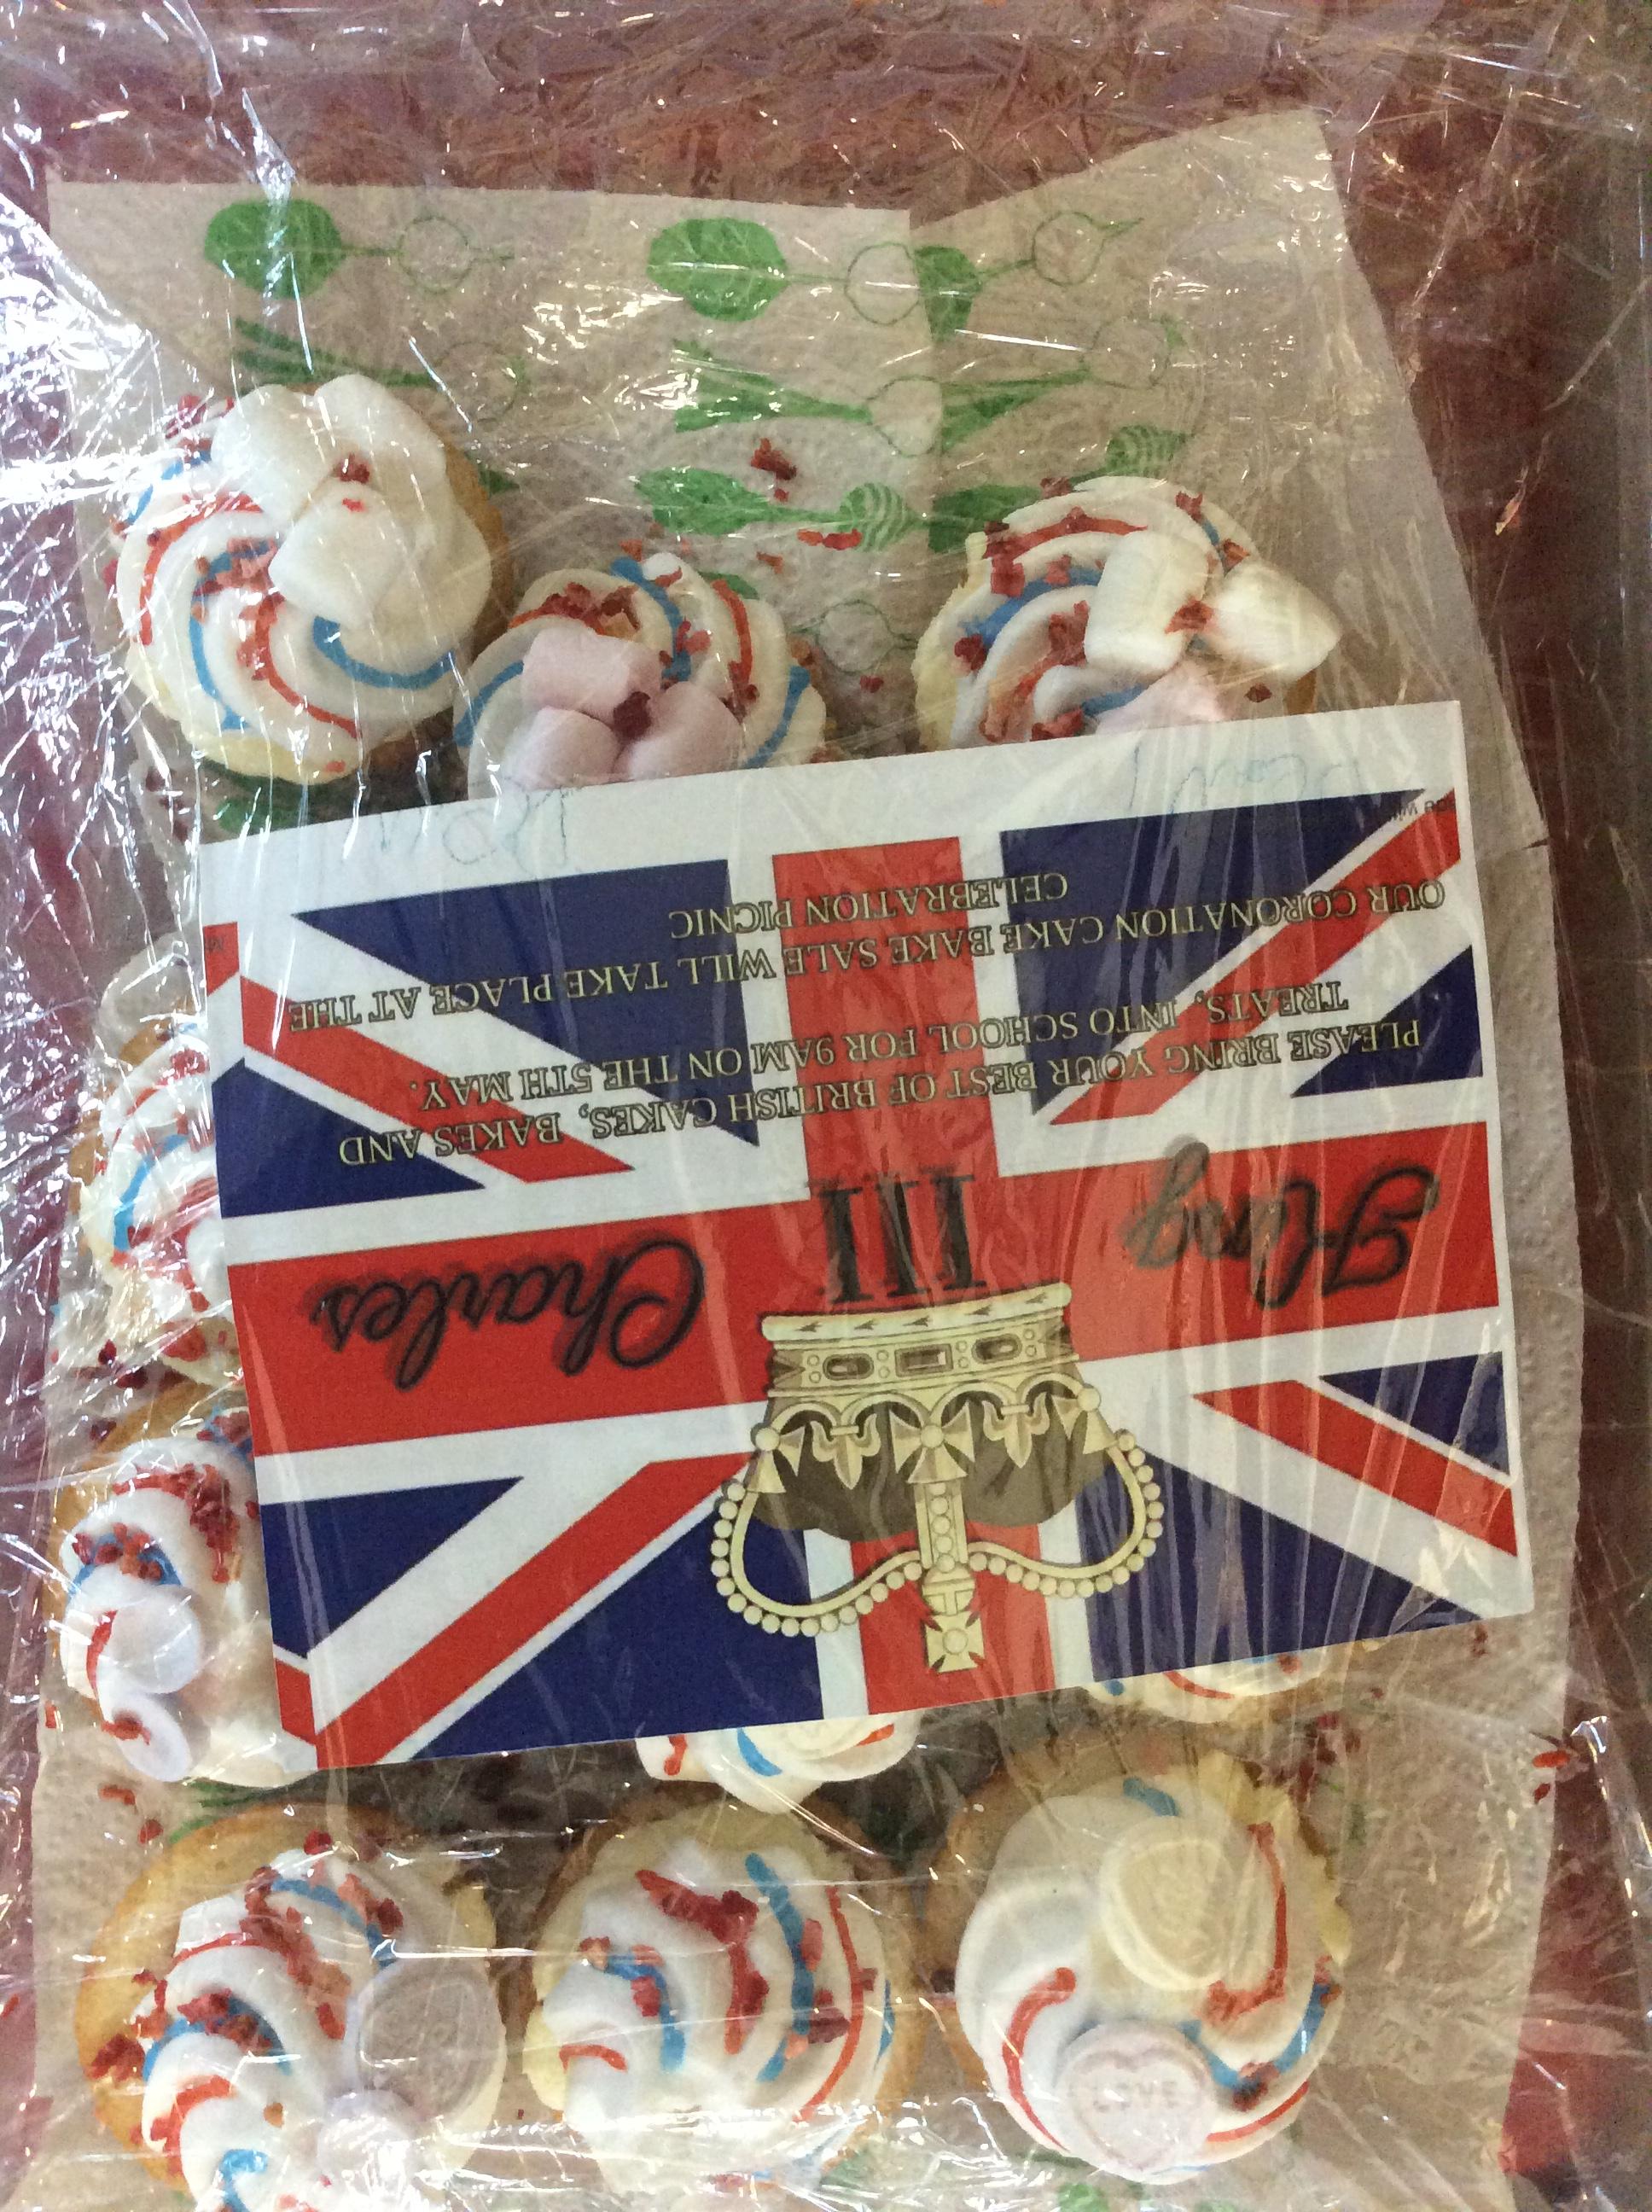 King III Charles
PLEASE BRING YOUR BEST OF BRITISH CAKES, BAKES AND
TREATS, INTO SCHOOL FOR 9AM ON THE 5TH MAY.
OUR CORONATION CAKE BAKE SALE WILL TAKE PLACE AT THE
CELEBRATION PICNIC
LOVE